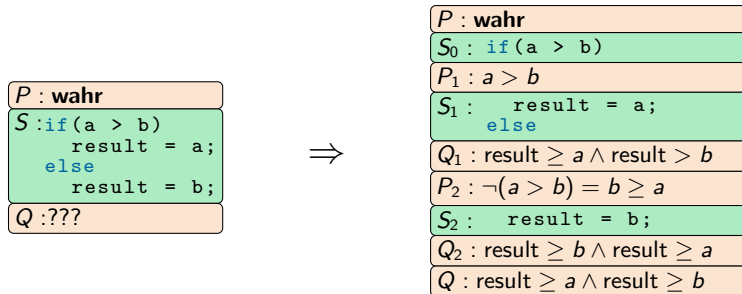 P : wahr
S :if(a > b)
result = a;
else
result = b;
Q :???
⇒
P : wahr
S₀ : if(a > b)
P₁ : a > b
S₁ : result = a;
else
Q₁ : result ≥ a ∧ result > b
P₂ : ¬(a > b) = b ≥ a
S₂ : result = b;
Q₂ : result ≥ b ∧ result ≥ a
Q : result ≥ a ∧ result ≥ b